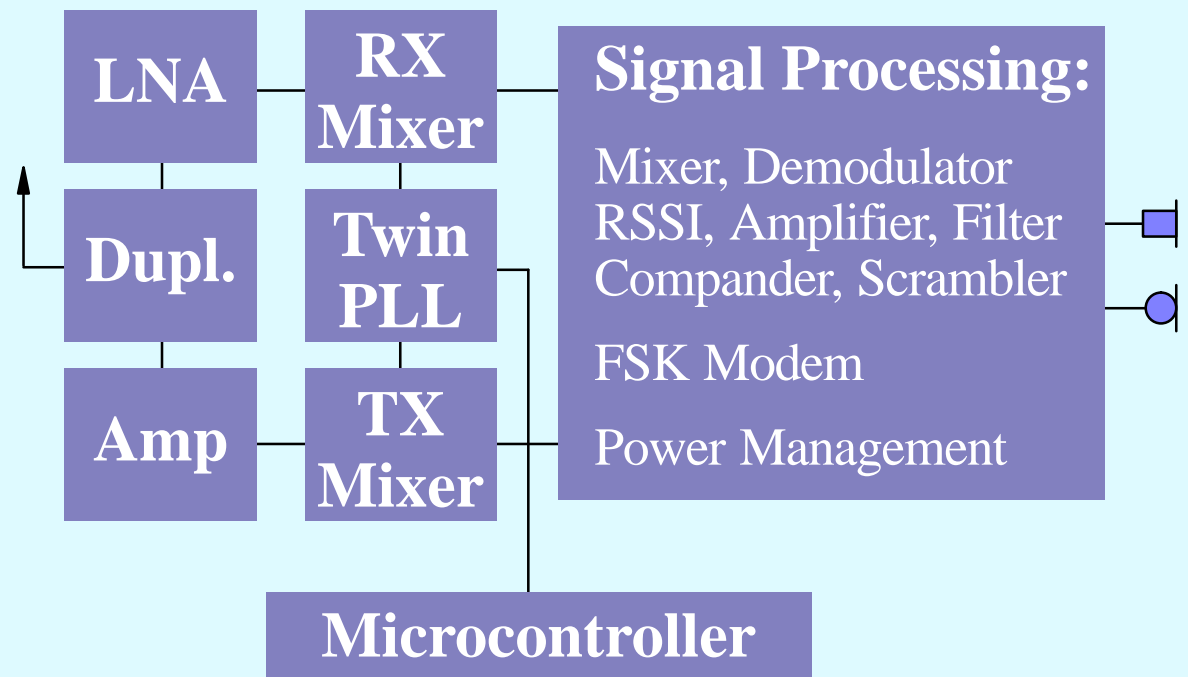 LNA
RX
Mixer
Dupl.
Twin
PLL
Amp
TX
Mixer
Signal Processing:
Mixer, Demodulator
RSSI, Amplifier, Filter
Compander, Scrambler
FSK Modem
Power Management
Microcontroller